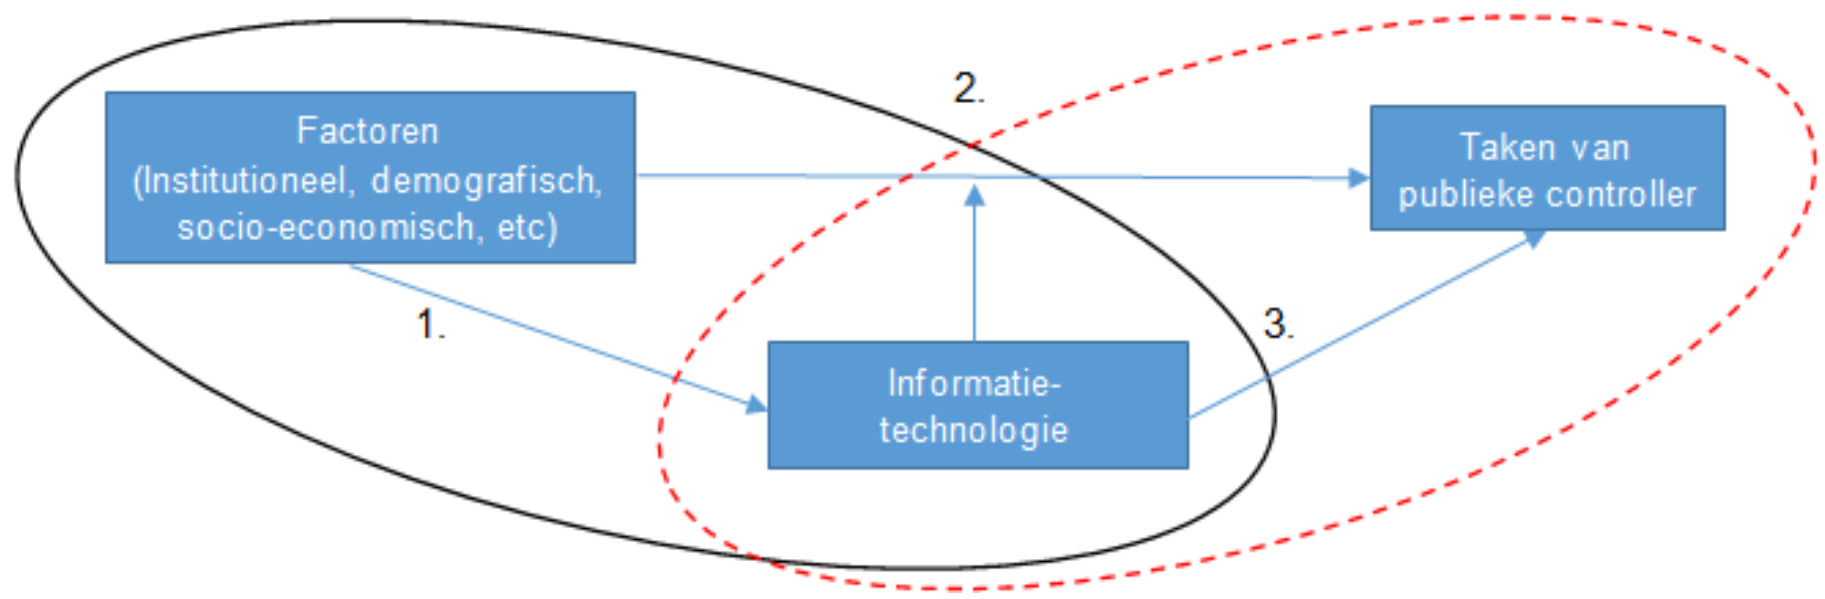 2.
Factoren
(Institutioneel, demografisch,
socio-economisch, etc)
Taken van
publieke controller
1.
3.
Informatie-
technologie